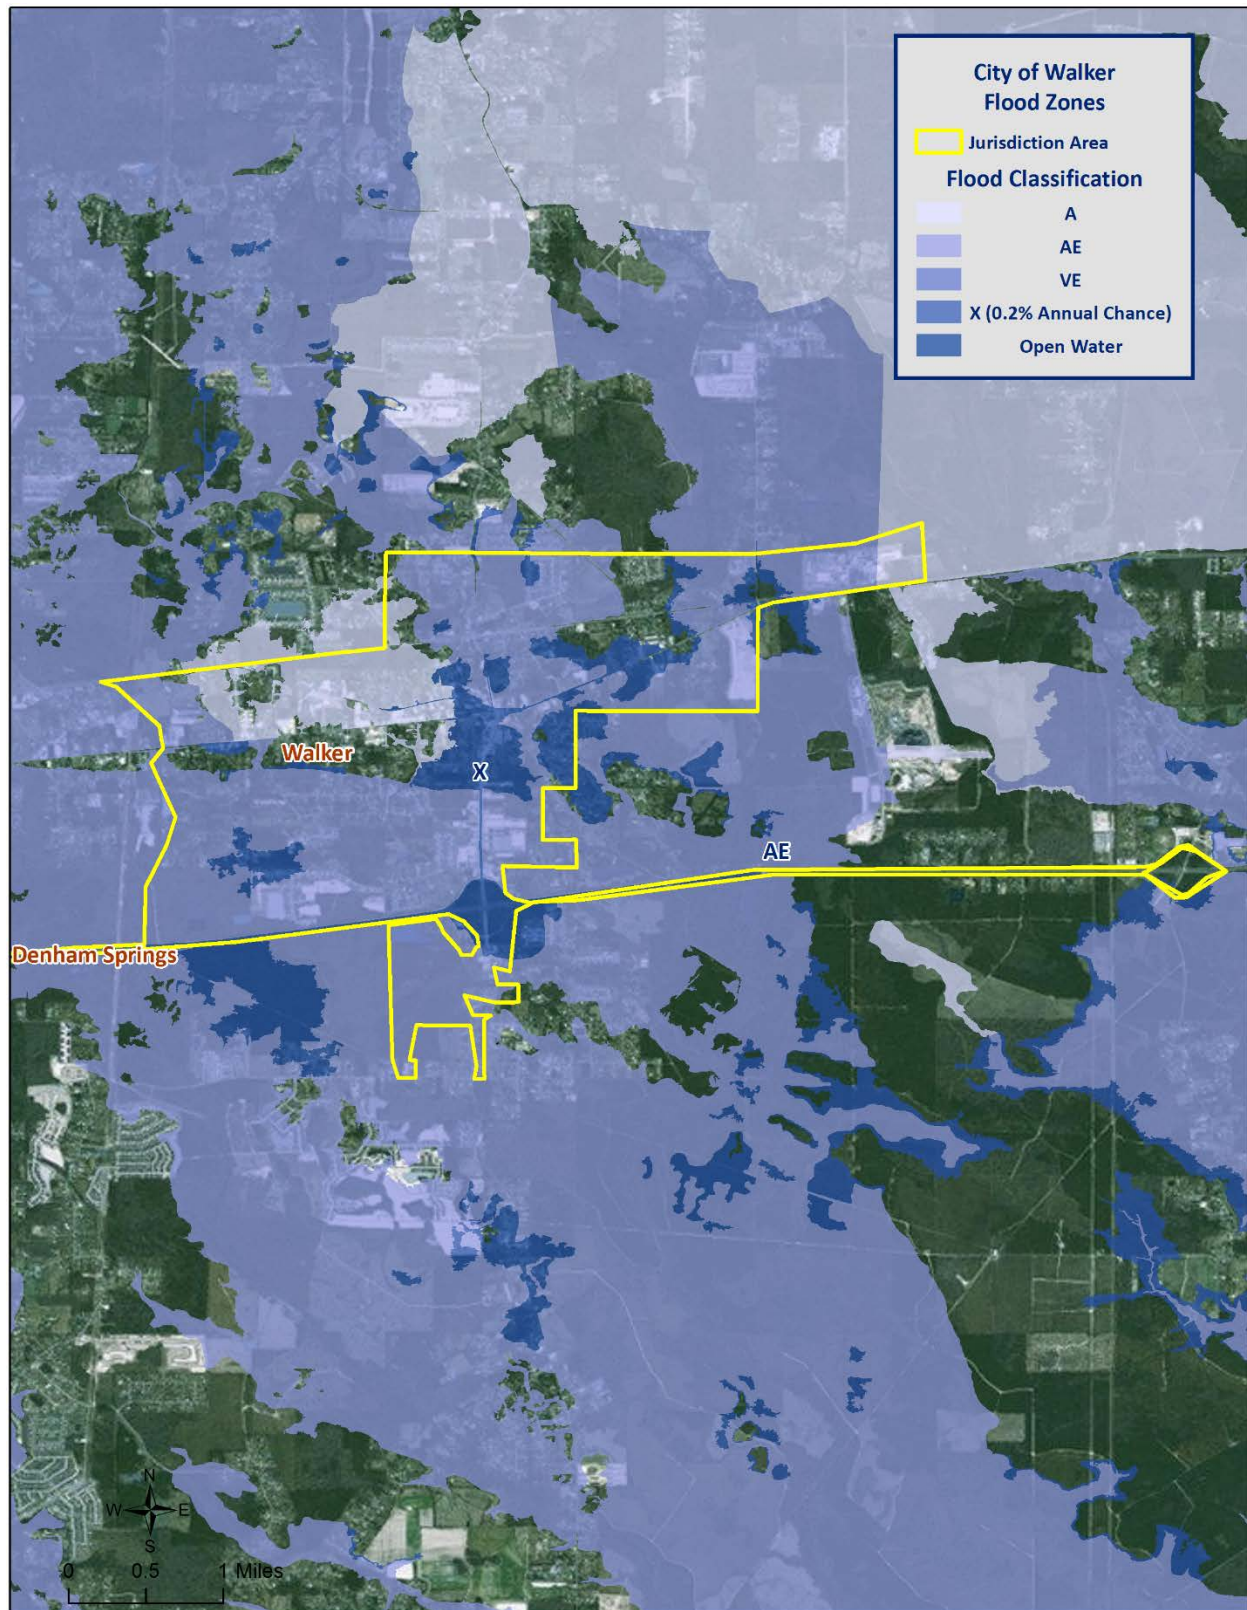 City of Walker
Flood Zones
Jurisdiction Area
Flood Classification
A
AE
VE
X (0.2% Annual Chance)
Open Water
Walker
X
AE
Denham Springs
N
W E
S
0 0.5 1 Miles